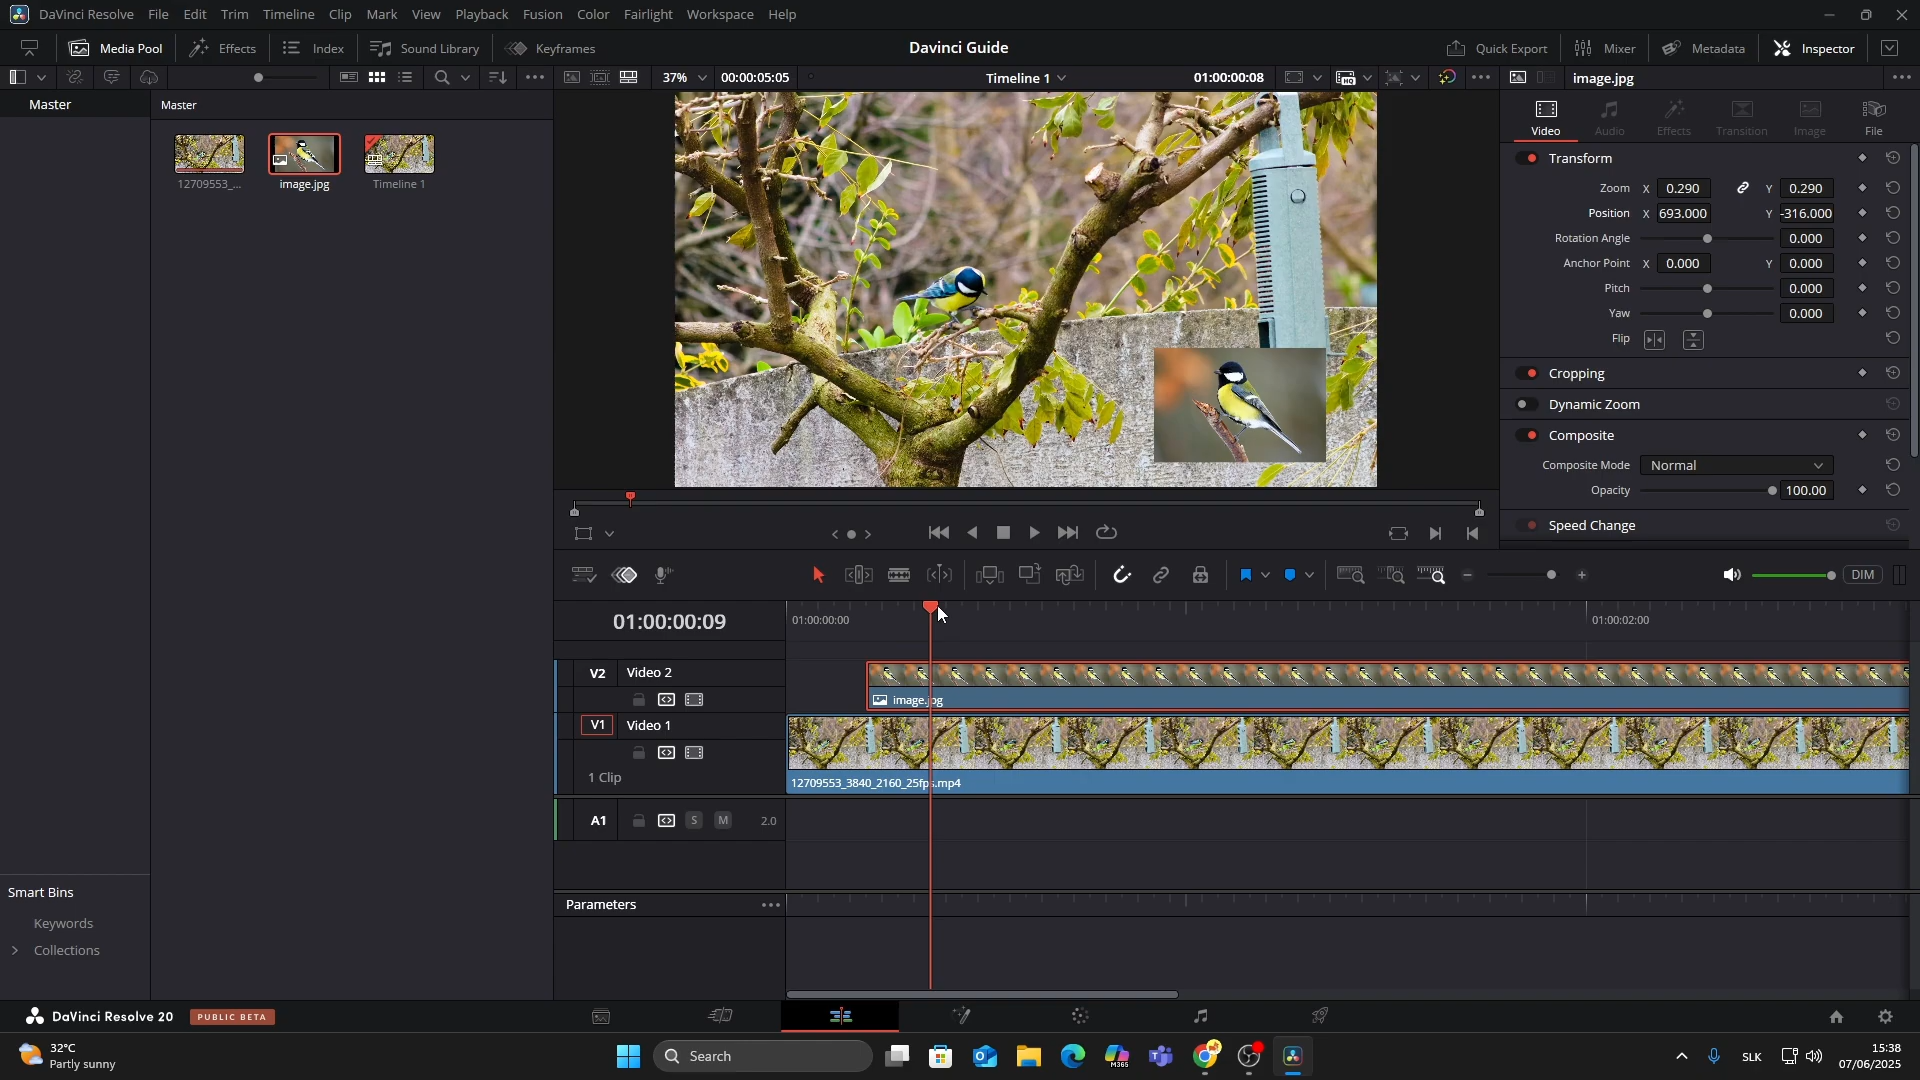 DaVinci Resolve File Edit Trim Timeline Clip Mark View Playback Fusion Color Fairlight Workspace Help
Media Pool Effects Index Sound Library Keyframes Davinci Guide Quick Export Mixer Metadata Inspector
37% 00:00:05:05 Timeline 1 01:00:00:08 image.jpg
Master Master
Video Audio Effects Transition Image File
12709553_... image.jpg Timeline 1
Transform
Zoom X 0.290 Y 0.290
Position X 693.000 Y -316.000
Rotation Angle 0.000
Anchor Point X 0.000 Y 0.000
Pitch 0.000
Yaw 0.000
Flip
Cropping
Dynamic Zoom
Composite
Composite Mode Normal
Opacity 100.00
Speed Change
DIM
01:00:00:09 01:00:00:00 01:00:02:00
V2 Video 2
image.jpg
V1 Video 1
1 Clip
12709553_3840_2160_25fps.mp4
A1 S M 2.0
Smart Bins
Keywords
Collections
Parameters
DaVinci Resolve 20 PUBLIC BETA
32°C
Partly sunny
Search
M365
SLK
15:38
07/06/2025